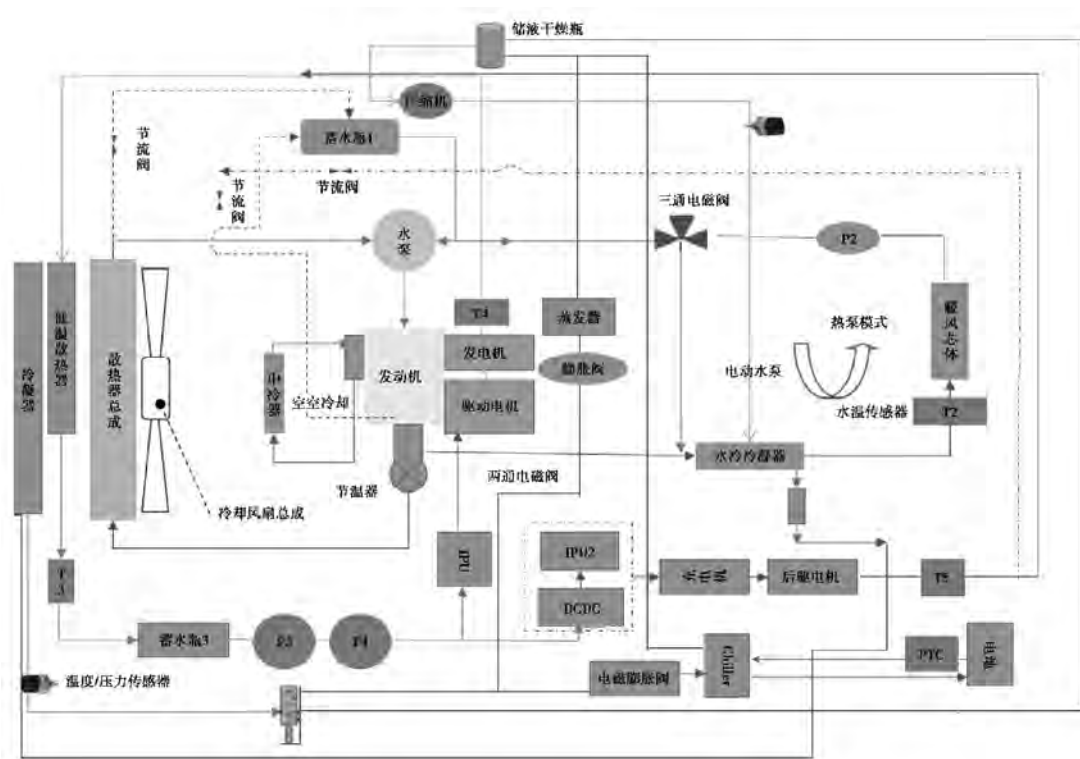 储液干燥瓶
压缩机
蓄水瓶1
节流阀
节流阀
节流阀
三通电磁阀
水泵
P2
T4
蒸发器
暖风芯体
热泵模式
冷凝器
低温散热器
散热器总成
中冷器
空空冷却
发动机
发电机
膨胀阀
驱动电机
电动水泵
水温传感器
T2
水冷冷凝器
节温器
两通电磁阀
冷却风扇总成
IPU
IPU2
DCDC
充电机
后驱电机
T5
T3
蓄水瓶3
P3
P4
Chiller
PTC
电池
电磁膨胀阀
温度/压力传感器